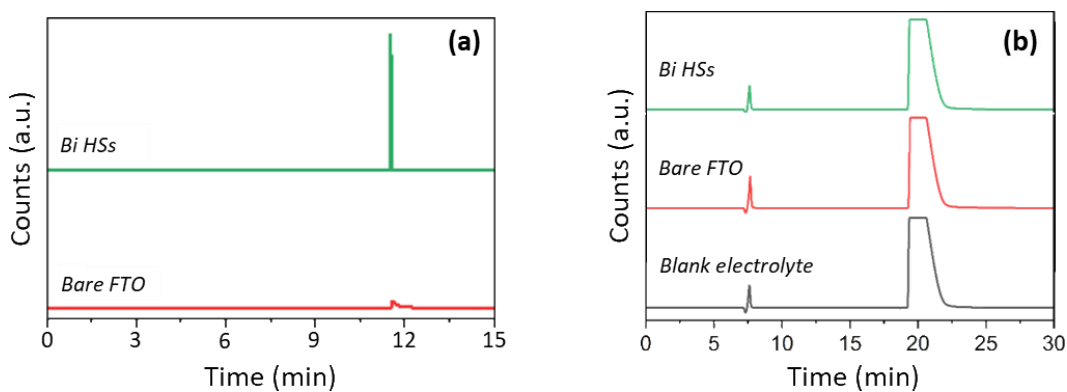 (a)
Bi HSs
Bare FTO
Counts (a.u.)
0 3 6 9 12 15
Time (min)
(b)
Bi HSs
Bare FTO
Blank electrolyte
Counts (a.u.)
0 5 10 15 20 25 30
Time (min)